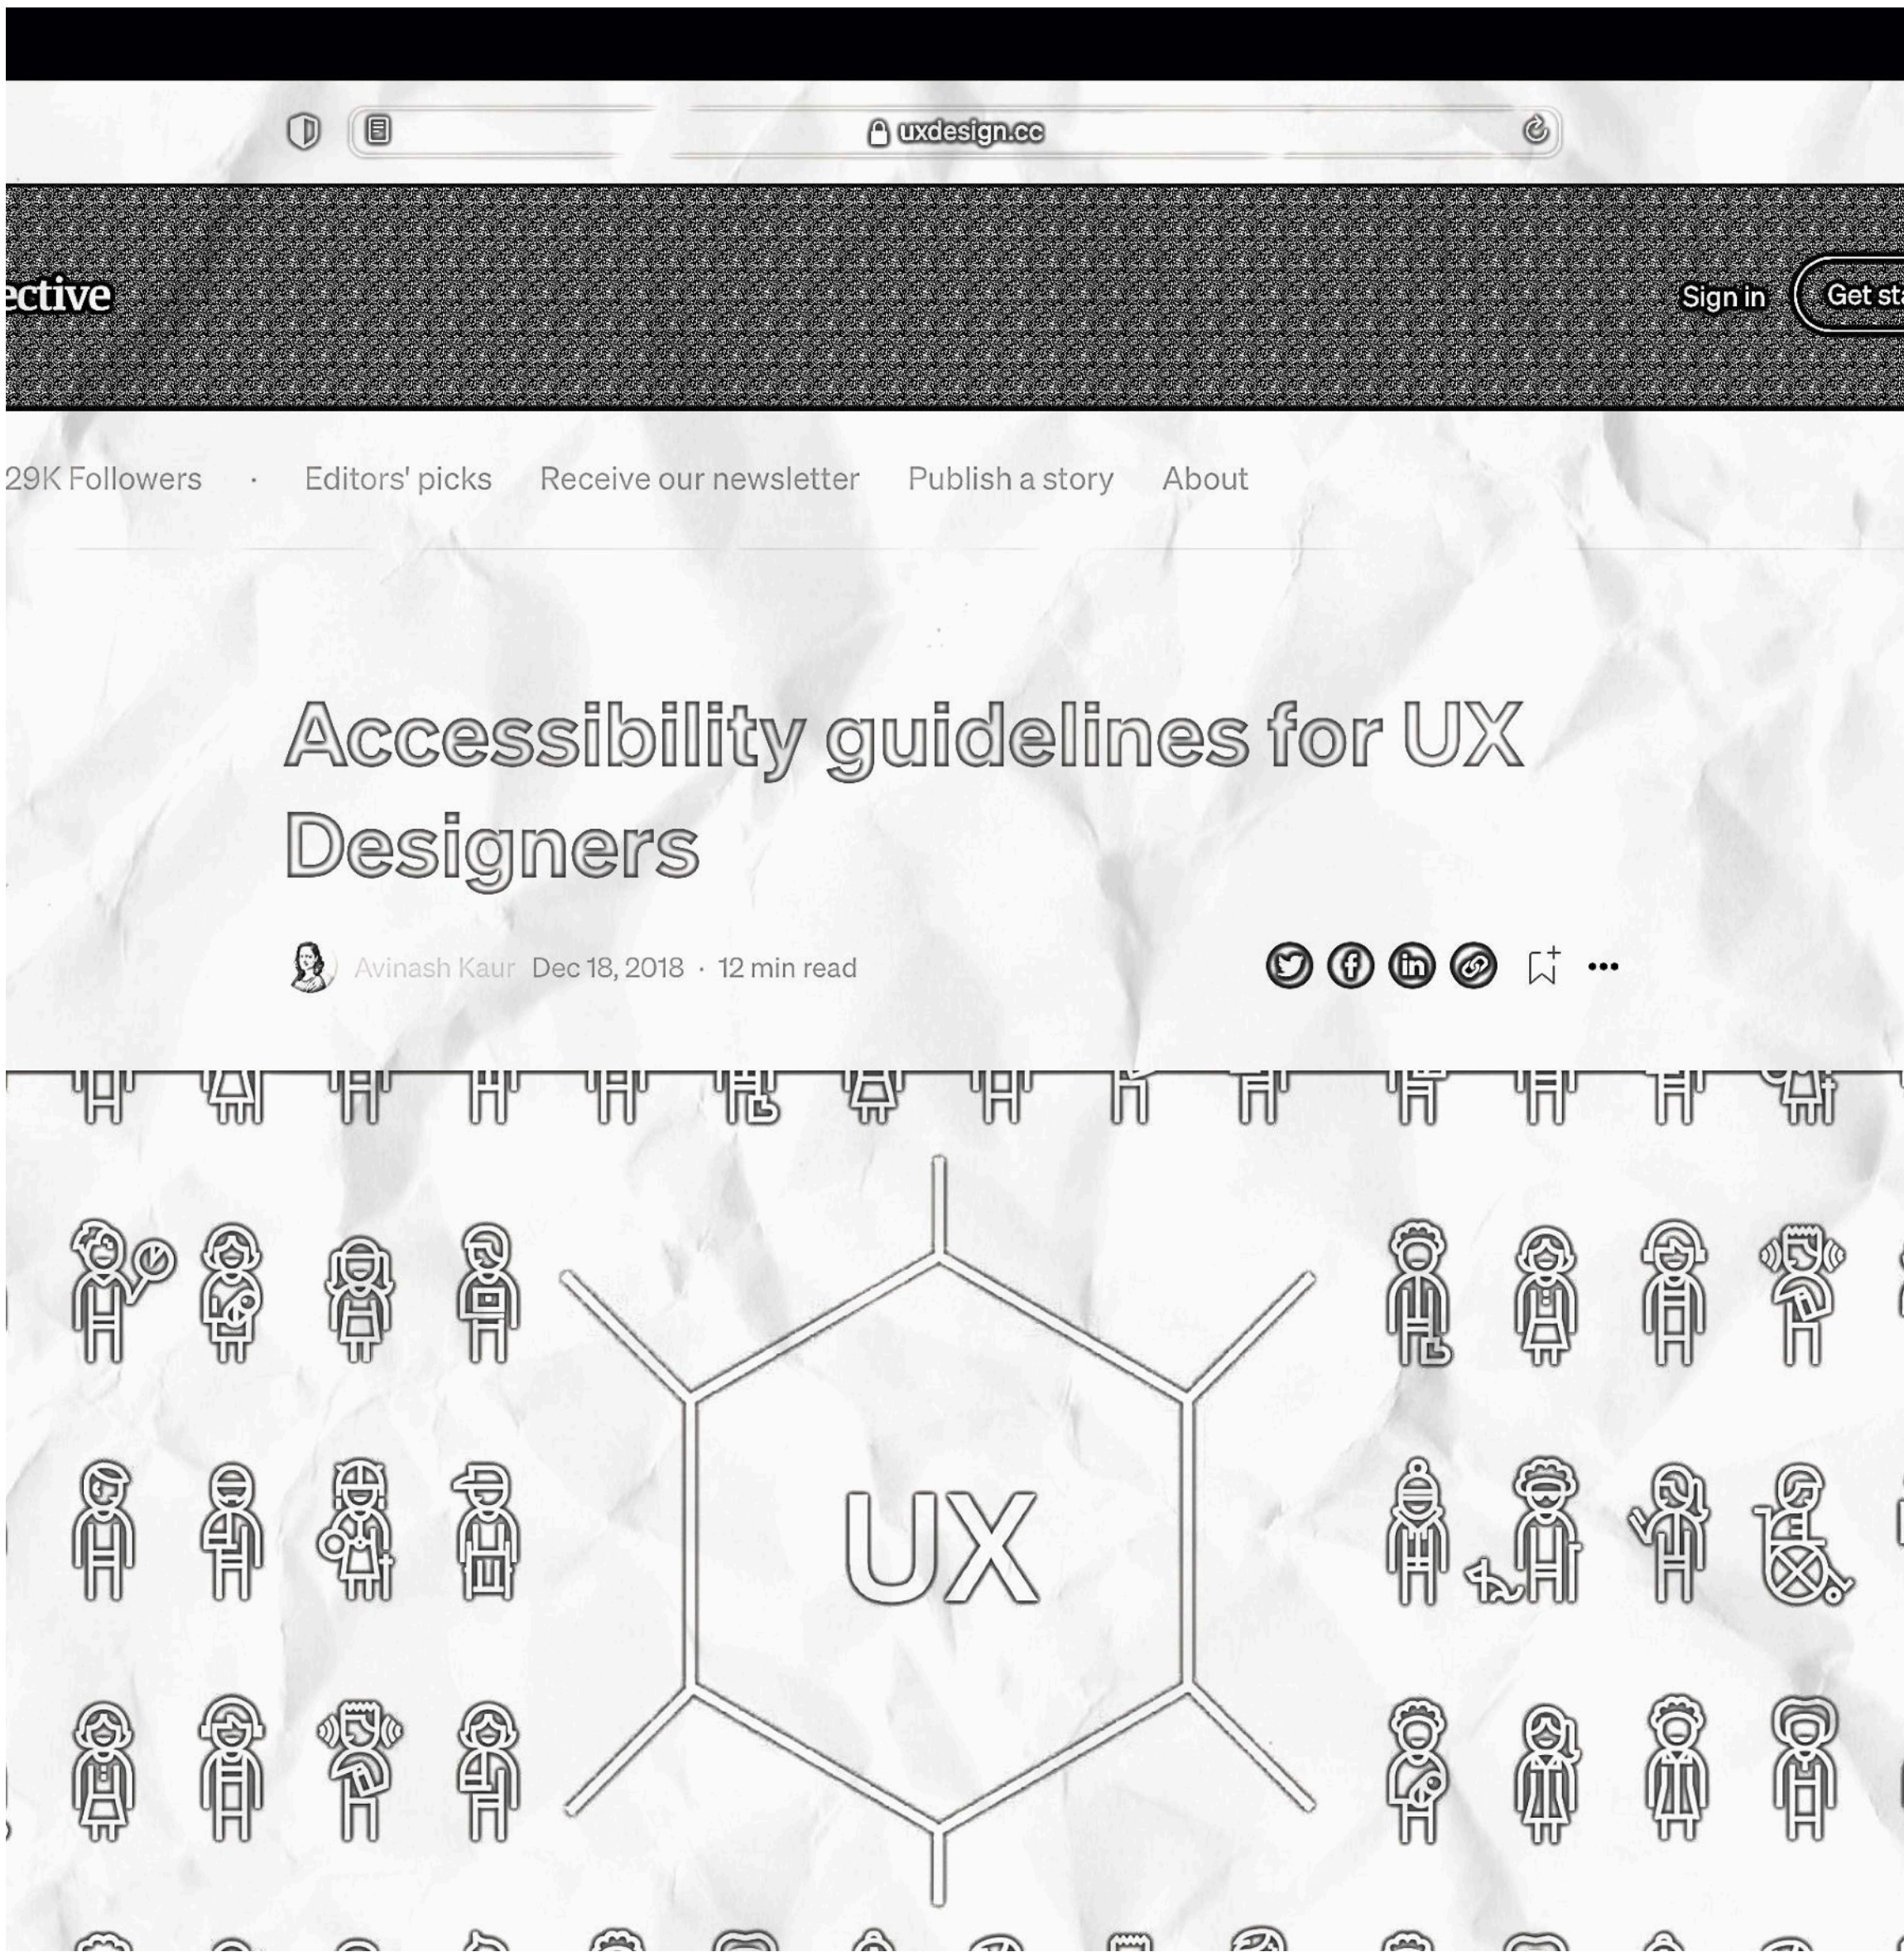 uxdesign.cc
ective
Sign in
Get sta
29K Followers · Editors' picks Receive our newsletter Publish a story About
Accessibility guidelines for UX
Designers
Avinash Kaur Dec 18, 2018 · 12 min read
UX